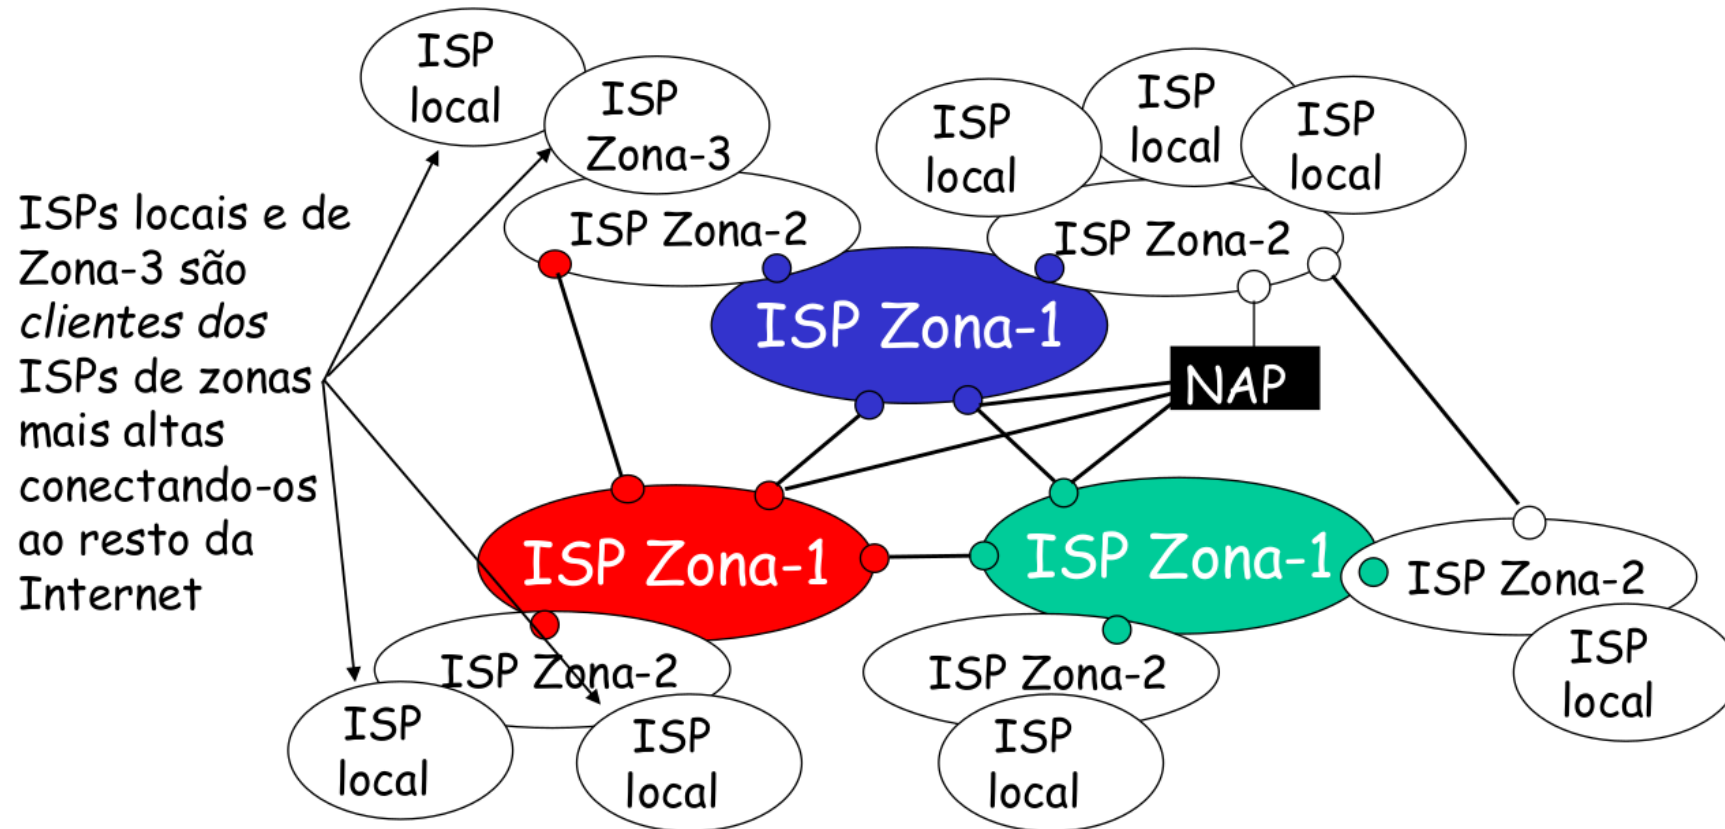 ISP
local
ISP
Zona-3
ISP
local
ISP
local
ISP
local
ISPs locais e de
Zona-3 são
clientes dos
ISPs de zonas
mais altas
conectando-os
ao resto da
Internet
ISP Zona-2
ISP Zona-2
ISP Zona-1
NAP
ISP Zona-1
ISP Zona-1
ISP Zona-2
ISP Zona-2
ISP Zona-2
ISP
local
ISP
local
ISP
local
ISP
local